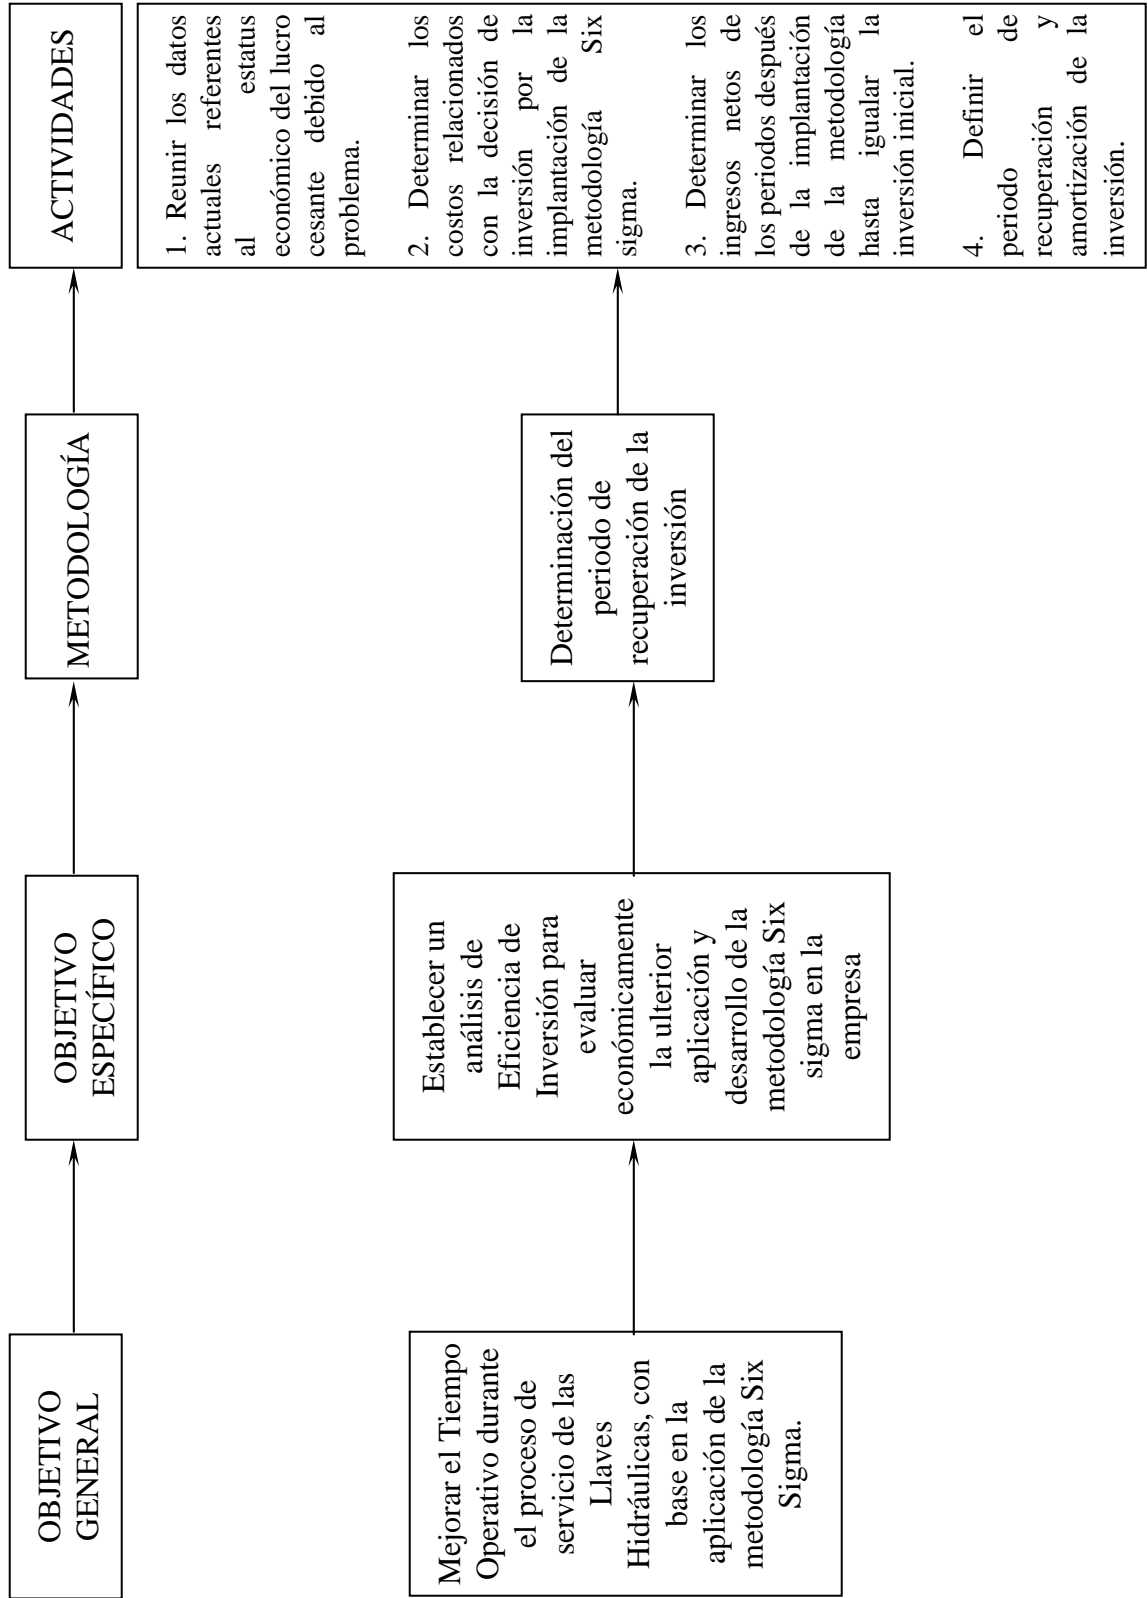 OBJETIVO
GENERAL
OBJETIVO
ESPECÍFICO
METODOLOGÍA
ACTIVIDADES
Mejorar el Tiempo
Operativo durante
el proceso de
servicio de las
Llaves
Hidráulicas, con
base en la
aplicación de la
metodología Six
Sigma.
Establecer un
análisis de
Eficiencia de
Inversión para
evaluar
económicamente
la ulterior
aplicación y
desarrollo de la
metodología Six
sigma en la
empresa
Determinación del
periodo de
recuperación de la
inversión
1. Reunir los datos
actuales referentes
al estatus
económico del lucro
cesante debido al
problema.
2. Determinar los
costos relacionados
con la decisión de
inversión por la
implantación de la
metodología Six
sigma.
3. Determinar los
ingresos netos de
los periodos después
de la implantación
de la metodología
hasta igualar la
inversión inicial.
4. Definir el
periodo de
recuperación y
amortización de la
inversión.